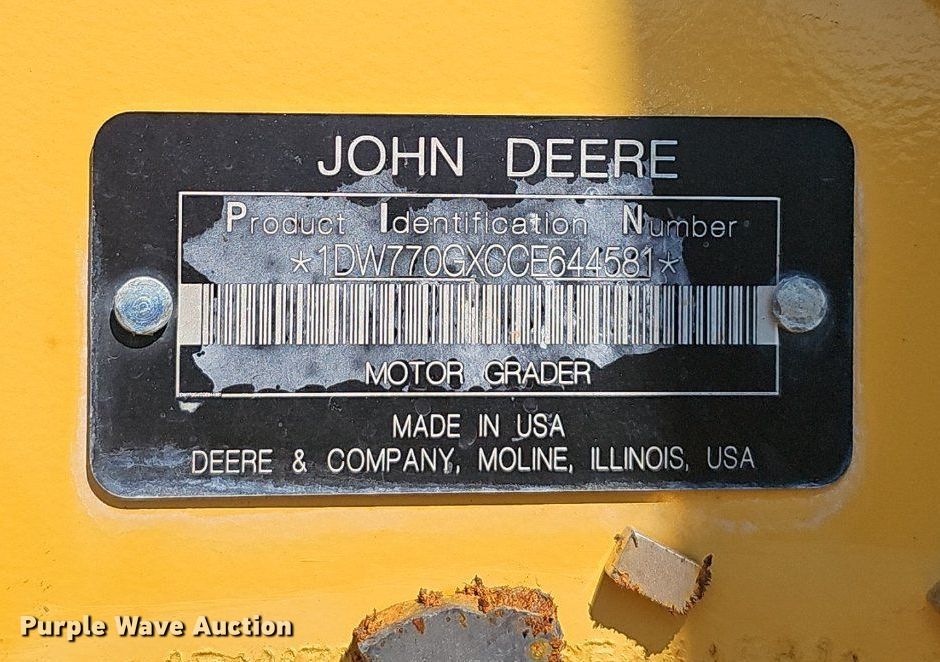 JOHN DEERE
Product Identification Number
*1DW770GXCCE644581*
MOTOR GRADER
MADE IN USA
DEERE & COMPANY, MOLINE, ILLINOIS, USA
Purple Wave Auction